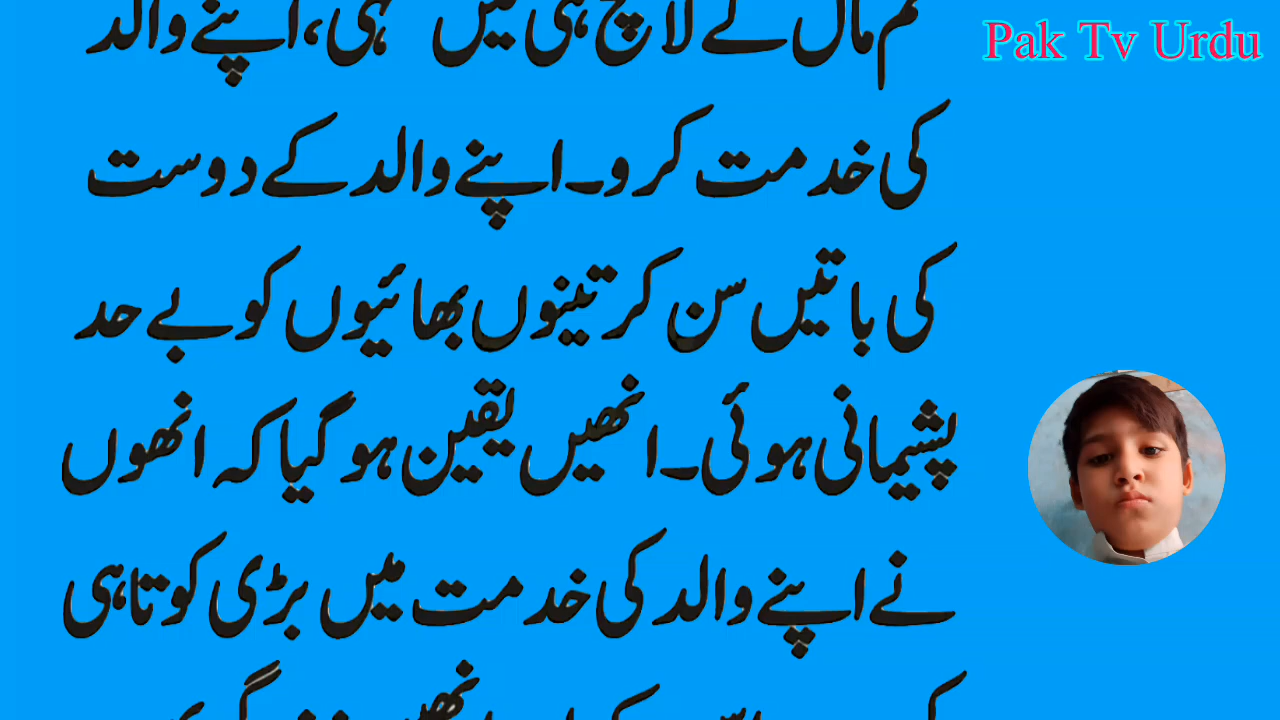 Pak Tv Urdu
تم مال کے لالچ ہی میں ہی، اپنے والد
کی خدمت کرو۔ اپنے والد کے دوست
کی باتیں سن کر تینوں بھائیوں کو بے حد
پشیمانی ہوئی۔ انھیں یقین ہو گیا کہ انھوں
نے اپنے والد کی خدمت میں بڑی کوتاہی